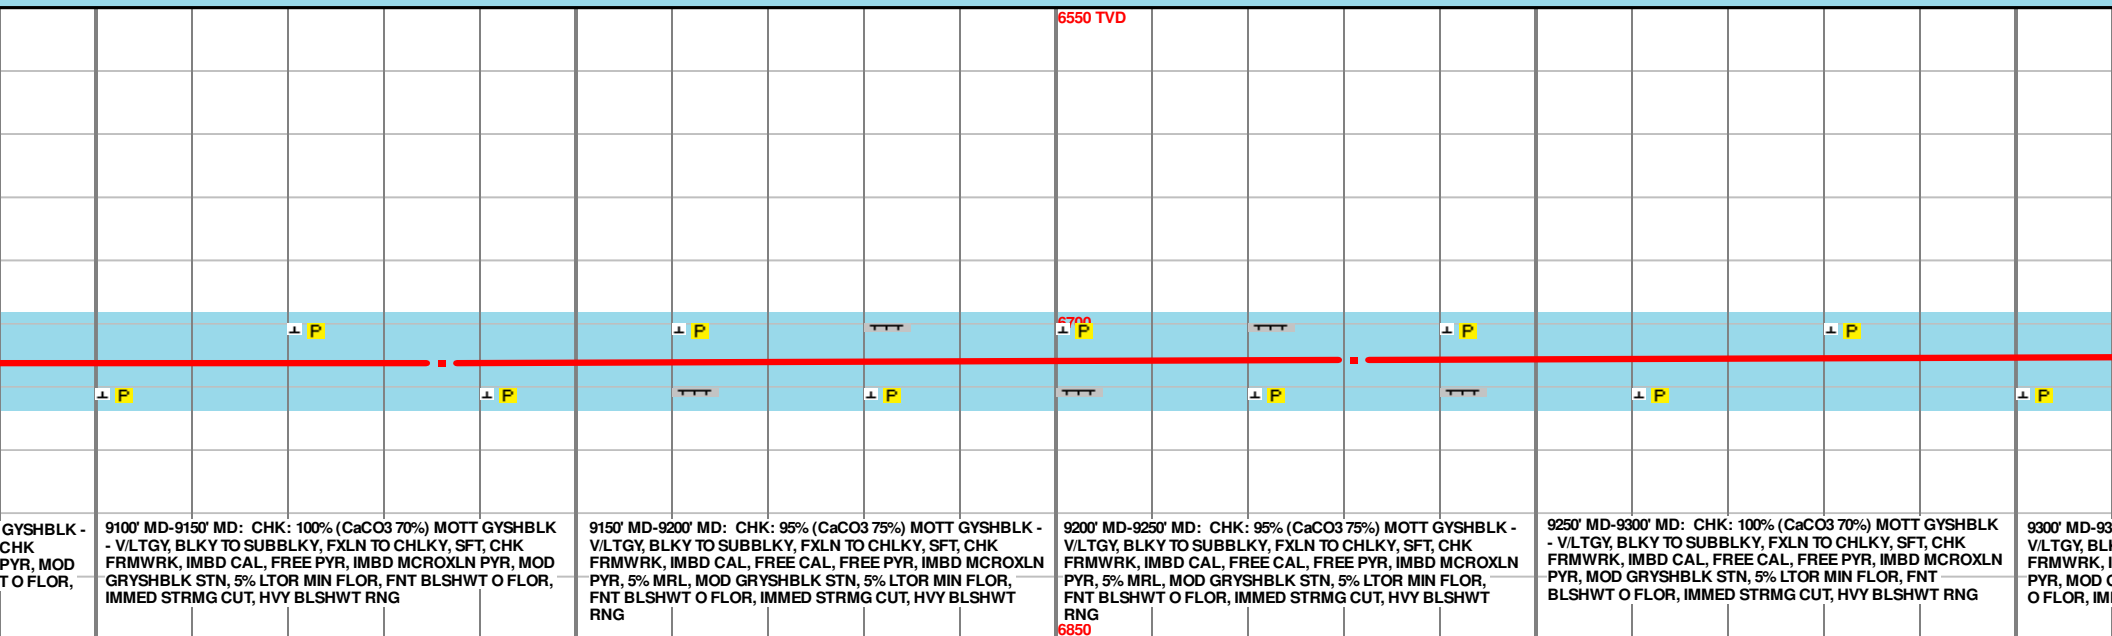 6550 TVD
6700
P
P
P
P
P
P
P
P
P
P
P
GYSHBLK -
CHK
PYR, MOD
T O FLOR,
9100' MD-9150' MD: CHK: 100% (CaCO3 70%) MOTT GYSHBLK
- V/LTGY, BLKY TO SUBBLKY, FXLN TO CHLKY, SFT, CHK
FRMWRK, IMBD CAL, FREE CAL, FREE PYR, IMBD MCROXLN PYR, MOD
GRYSHBLK STN, 5% LTOR MIN FLOR, FNT BLSHWT O FLOR,
IMMED STRMG CUT, HVY BLSHWT RNG
9150' MD-9200' MD: CHK: 95% (CaCO3 75%) MOTT GYSHBLK -
V/LTGY, BLKY TO SUBBLKY, FXLN TO CHLKY, SFT, CHK
FRMWRK, IMBD CAL, FREE CAL, FREE PYR, IMBD MCROXLN
PYR, 5% MRL, MOD GRYSHBLK STN, 5% LTOR MIN FLOR,
FNT BLSHWT O FLOR, IMMED STRMG CUT, HVY BLSHWT
RNG
9200' MD-9250' MD: CHK: 95% (CaCO3 75%) MOTT GYSHBLK -
V/LTGY, BLKY TO SUBBLKY, FXLN TO CHLKY, SFT, CHK
FRMWRK, IMBD CAL, FREE CAL, FREE PYR, IMBD MCROXLN
PYR, 5% MRL, MOD GRYSHBLK STN, 5% LTOR MIN FLOR,
FNT BLSHWT O FLOR, IMMED STRMG CUT, HVY BLSHWT
RNG
9250' MD-9300' MD: CHK: 100% (CaCO3 70%) MOTT GYSHBLK
- V/LTGY, BLKY TO SUBBLKY, FXLN TO CHLKY, SFT, CHK
FRMWRK, IMBD CAL, FREE CAL, FREE PYR, IMBD MCROXLN
PYR, MOD GRYSHBLK STN, 5% LTOR MIN FLOR, FNT
BLSHWT O FLOR, IMMED STRMG CUT, HVY BLSHWT RNG
9300' MD-93
V/LTGY, BL
FRMWRK, I
PYR, MOD
O FLOR, IM
6850